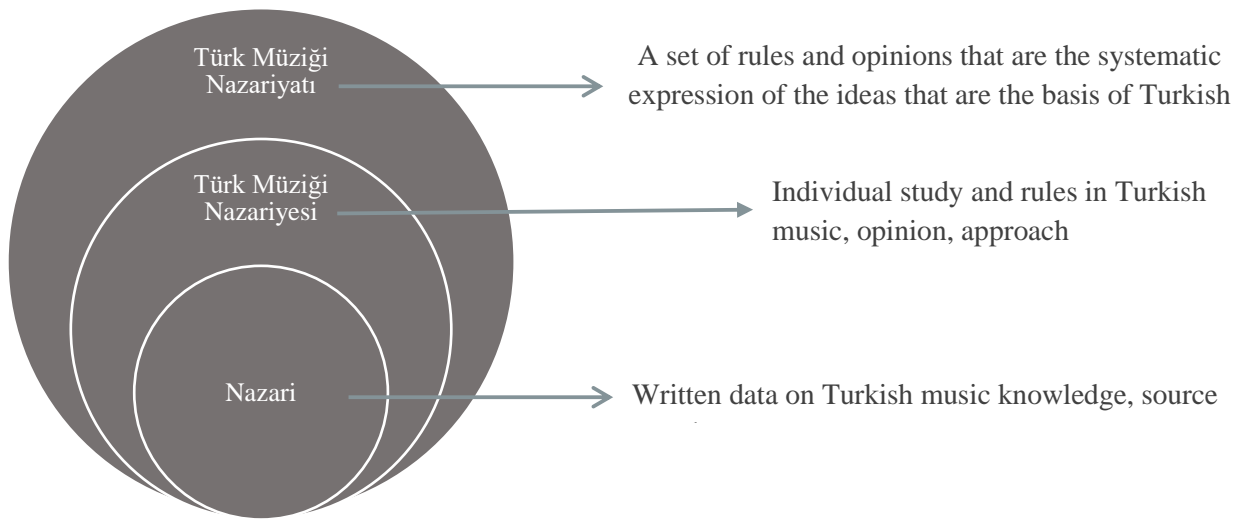 Türk Müziği
Nazariyatı
A set of rules and opinions that are the systematic
expression of the ideas that are the basis of Turkish
Türk Müziği
Nazariyesi
Individual study and rules in Turkish
music, opinion, approach
Nazari
Written data on Turkish music knowledge, source